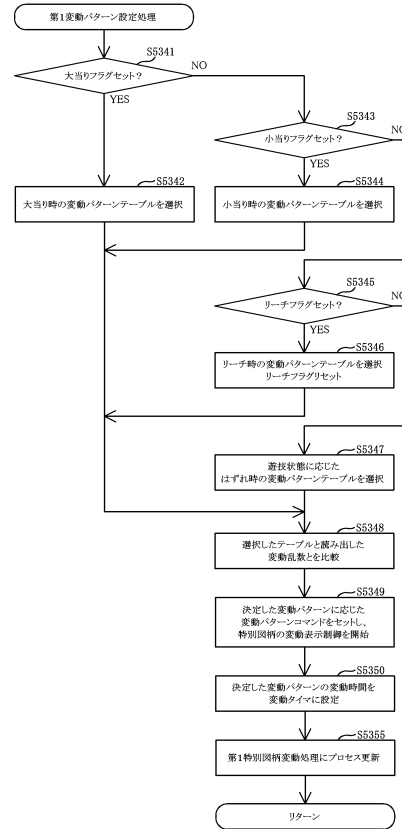 第1変動パターン設定処理
S5341
大当りフラグセット?
NO
YES
S5343
小当りフラグセット?
NO
YES
S5342
大当り時の変動パターンテーブルを選択
S5344
小当り時の変動パターンテーブルを選択
S5345
リーチフラグセット?
NO
YES
S5346
リーチ時の変動パターンテーブルを選択
リーチフラグリセット
S5347
遊技状態に応じた
はずれ時の変動パターンテーブルを選択
S5348
選択したテーブルと読み出した
変動乱数とを比較
S5349
決定した変動パターンに応じた
変動パターンコマンドをセットし、
特別図柄の変動表示制御を開始
S5350
決定した変動パターンの変動時間を
変動タイマに設定
S5355
第1特別図柄変動処理にプロセス更新
リターン